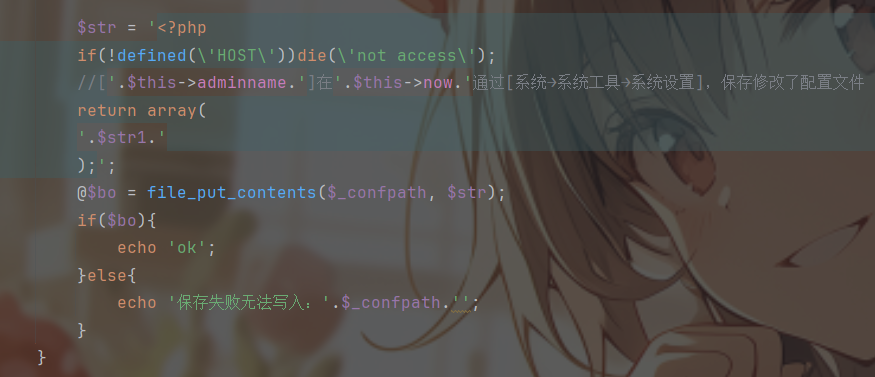 $str = '<?php
if(!defined(\'HOST\'))die(\'not access\');
//['.$this->adminname.']在'.$this->now.'通过[系统→系统工具→系统设置]，保存修改了配置文件
return array(
'.$str1.'
);';
@$bo = file_put_contents($_confpath, $str);
if($bo){
echo 'ok';
}else{
echo '保存失败无法写入：'.$_confpath.'';
}
}